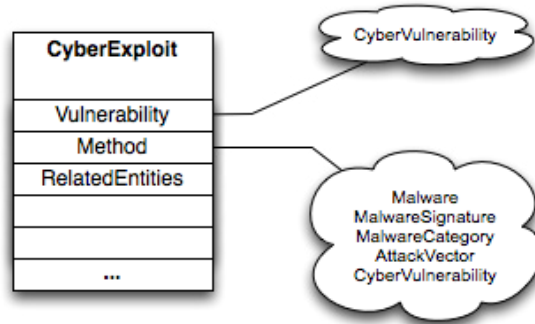 CyberExploit
Vulnerability
Method
RelatedEntities
...
CyberVulnerability
Malware
MalwareSignature
MalwareCategory
AttackVector
CyberVulnerability